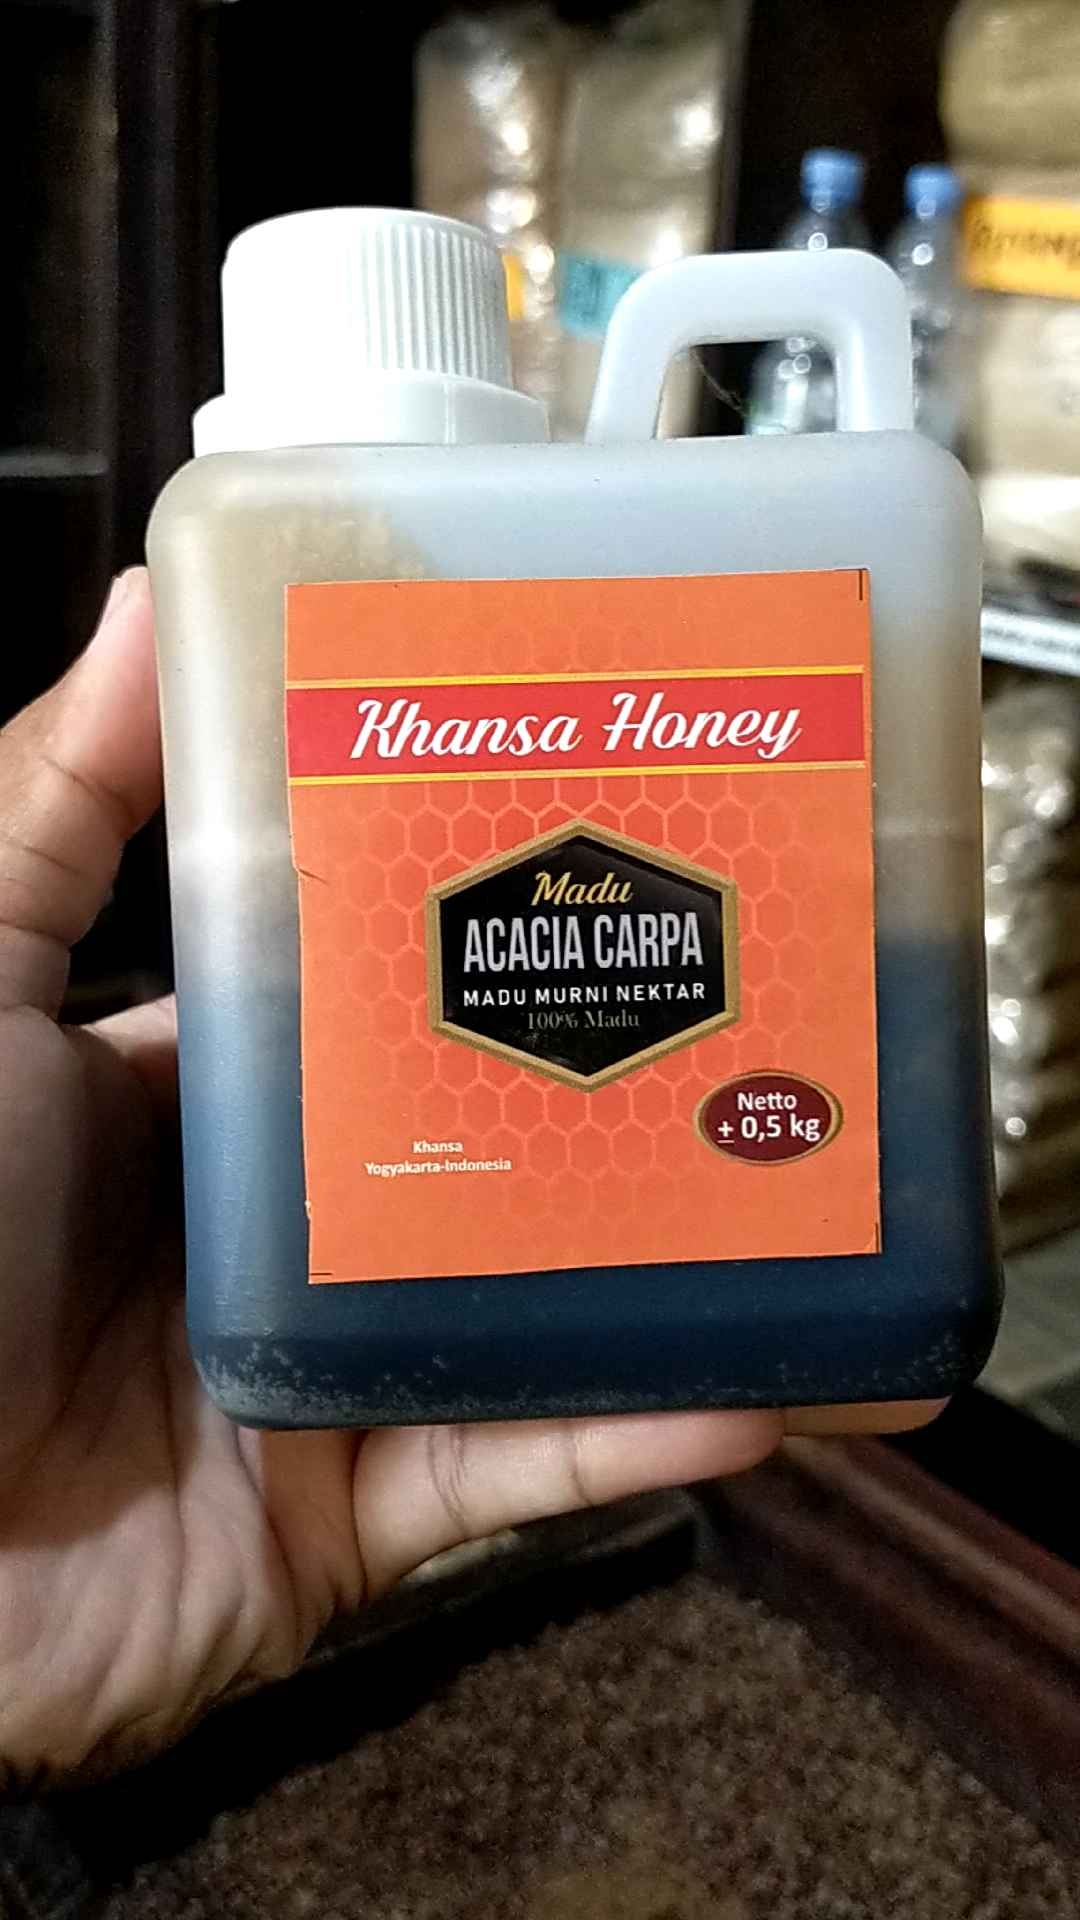 Khansa Honey
Madu
ACACIA CARPA
MADU MURNI NEKTAR
100% Madu
Netto
± 0,5 kg
Khansa
Yogyakarta-Indonesia